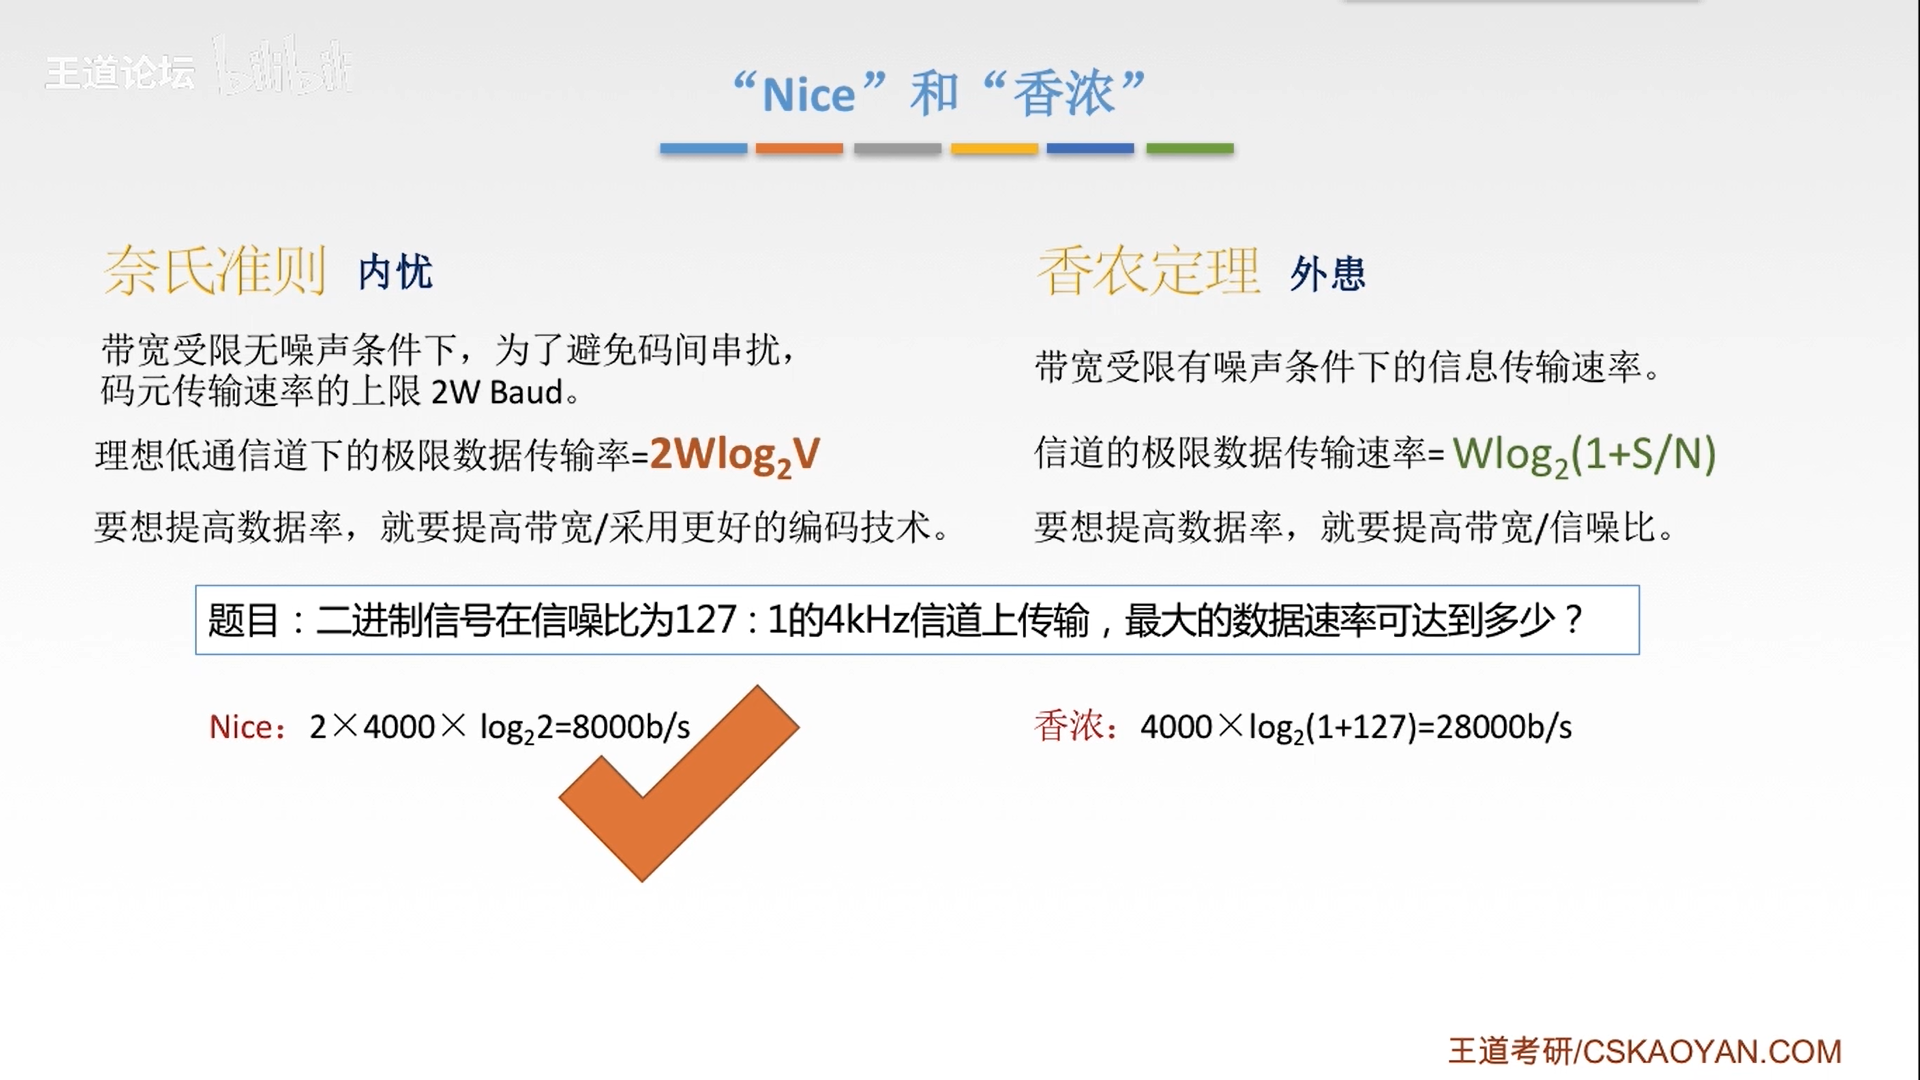 王道论坛 bilibili
“Nice”和“香浓”
奈氏准则 内忧
带宽受限无噪声条件下，为了避免码间串扰，
码元传输速率的上限 2W Baud。
理想低通信道下的极限数据传输率=2Wlog₂V
要想提高数据率，就要提高带宽/采用更好的编码技术。
香农定理 外患
带宽受限有噪声条件下的信息传输速率。
信道的极限数据传输速率= Wlog₂(1+S/N)
要想提高数据率，就要提高带宽/信噪比。
题目：二进制信号在信噪比为127：1的4kHz信道上传输，最大的数据速率可达到多少？
Nice：2×4000× log₂2=8000b/s
香浓：4000×log₂(1+127)=28000b/s
王道考研/CSKAOYAN.COM